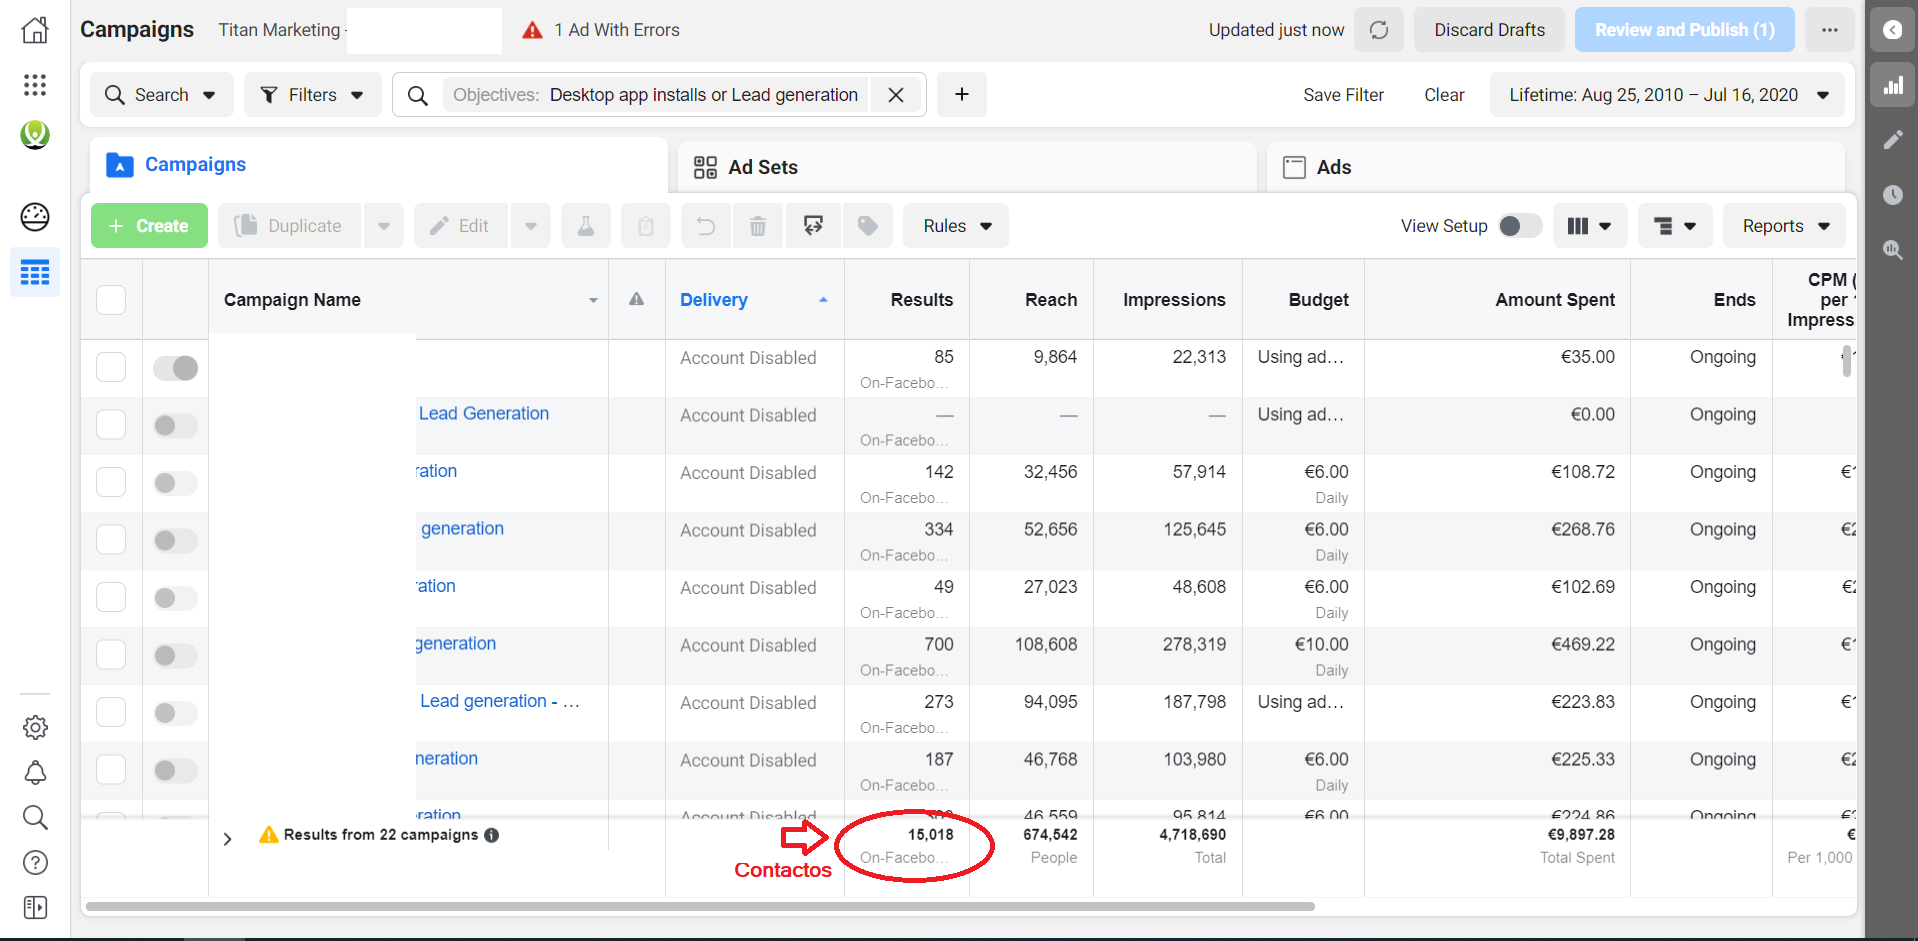 Campaigns Titan Marketing - 1 Ad With Errors Updated just now Discard Drafts Review and Publish (1) ...
Search Filters Objectives: Desktop app installs or Lead generation Save Filter Clear Lifetime: Aug 25, 2010 – Jul 16, 2020
Campaigns Ad Sets Ads
+ Create Duplicate Edit Rules View Setup Reports
Campaign Name Delivery Results Reach Impressions Budget Amount Spent Ends CPM (
per
Impress
Account Disabled 85 9,864 22,313 Using ad... €35.00 Ongoing
On-Facebo...
Lead Generation Account Disabled — — — Using ad... €0.00 Ongoing
On-Facebo...
ration Account Disabled 142 32,456 57,914 €6.00 €108.72 Ongoing
On-Facebo... Daily
generation Account Disabled 334 52,656 125,645 €6.00 €268.76 Ongoing
On-Facebo... Daily
ration Account Disabled 49 27,023 48,608 €6.00 €102.69 Ongoing
On-Facebo... Daily
generation Account Disabled 700 108,608 278,319 €10.00 €469.22 Ongoing
On-Facebo... Daily
Lead generation - ... Account Disabled 273 94,095 187,798 Using ad... €223.83 Ongoing
On-Facebo...
neration Account Disabled 187 46,768 103,980 €6.00 €225.33 Ongoing
On-Facebo... Daily
eration Account Disabled 46,559 95,814 €6.00 €224.86 Ongoing
Results from 22 campaigns 15,018 674,542 4,718,690 €9,897.28 €
On-Facebo... People Total Total Spent Per 1,000
Contactos